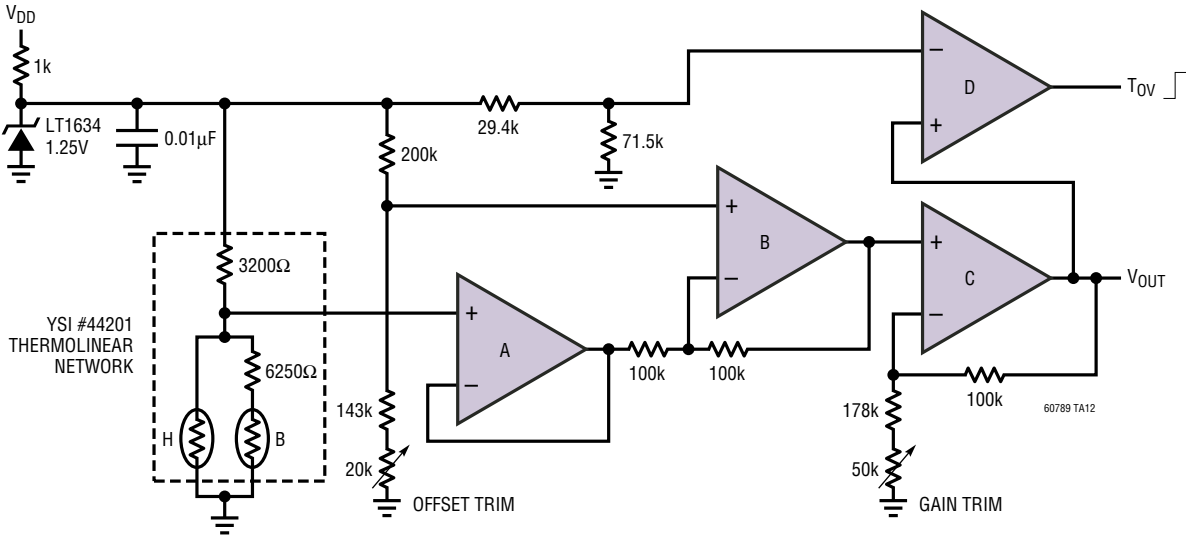 VDD
1k
LT1634
1.25V
0.01µF
29.4k
71.5k
200k
−
D
+
TOV
+
B
−
+
C
−
VOUT
3200Ω
YSI #44201
THERMOLINEAR
NETWORK
+
A
−
6250Ω
H
B
100k
100k
100k
60789 TA12
143k
20k
OFFSET TRIM
178k
50k
GAIN TRIM